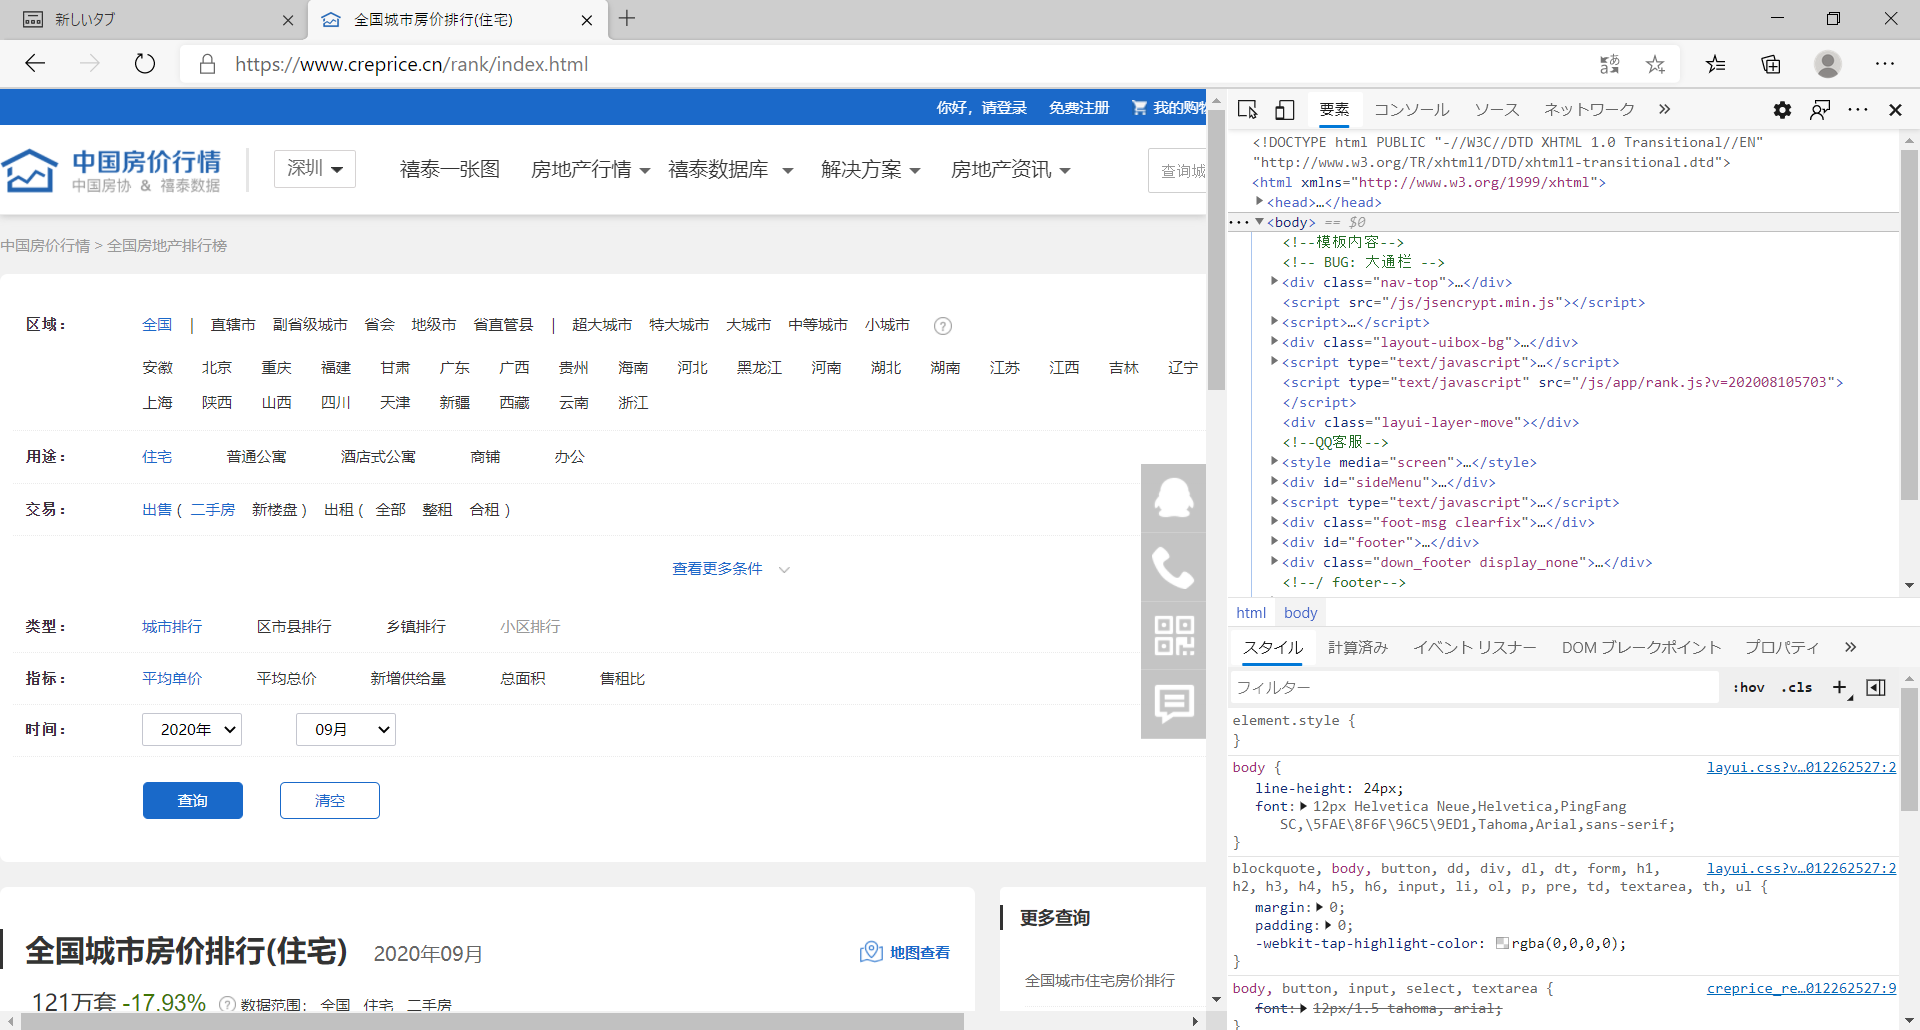 新しいタブ
全国城市房价排行(住宅)
https://www.creprice.cn/rank/index.html
你好，请登录 免费注册 我的购物
中国房价行情
中国房协 & 禧泰数据
深圳
禧泰一张图 房地产行情 禧泰数据库 解决方案 房地产资讯
查询城
中国房价行情 > 全国房地产排行榜
区域： 全国 | 直辖市 副省级城市 省会 地级市 省直管县 | 超大城市 特大城市 大城市 中等城市 小城市 ?
安徽 北京 重庆 福建 甘肃 广东 广西 贵州 海南 河北 黑龙江 河南 湖北 湖南 江苏 江西 吉林 辽宁
上海 陕西 山西 四川 天津 新疆 西藏 云南 浙江
用途： 住宅 普通公寓 酒店式公寓 商铺 办公
交易： 出售 ( 二手房 新楼盘 ) 出租 ( 全部 整租 合租 )
查看更多条件
类型： 城市排行 区市县排行 乡镇排行 小区排行
指标： 平均单价 平均总价 新增供给量 总面积 售租比
时间： 2020年 09月
查询 清空
全国城市房价排行(住宅) 2020年09月 地图查看
121万套 -17.93% ? 数据范围： 全国 住宅 二手房
更多查询
全国城市住宅房价排行
要素 コンソール ソース ネットワーク »
<!DOCTYPE html PUBLIC "-//W3C//DTD XHTML 1.0 Transitional//EN"
"http://www.w3.org/TR/xhtml1/DTD/xhtml1-transitional.dtd">
<html xmlns="http://www.w3.org/1999/xhtml">
<head>…</head>
<body> == $0
<!--模板内容-->
<!-- BUG: 大通栏 -->
<div class="nav-top">…</div>
<script src="/js/jsencrypt.min.js"></script>
<script>…</script>
<div class="layout-uibox-bg">…</div>
<script type="text/javascript">…</script>
<script type="text/javascript" src="/js/app/rank.js?v=202008105703">
</script>
<div class="layui-layer-move"></div>
<!--QQ客服-->
<style media="screen">…</style>
<div id="sideMenu">…</div>
<script type="text/javascript">…</script>
<div class="foot-msg clearfix">…</div>
<div id="footer">…</div>
<div class="down_footer display_none">…</div>
<!--/ footer-->
html body
スタイル 計算済み イベント リスナー DOM ブレークポイント プロパティ »
フィルター :hov .cls +
element.style {
}
body { layui.css?v…012262527:2
line-height: 24px;
font: 12px Helvetica Neue,Helvetica,PingFang
SC,\5FAE\8F6F\96C5\9ED1,Tahoma,Arial,sans-serif;
}
blockquote, body, button, dd, div, dl, dt, form, h1, layui.css?v…012262527:2
h2, h3, h4, h5, h6, input, li, ol, p, pre, td, textarea, th, ul {
margin: 0;
padding: 0;
-webkit-tap-highlight-color: rgba(0,0,0,0);
}
body, button, input, select, textarea { creprice_re…012262527:9
font: 12px/1.5 tahoma, arial;
}